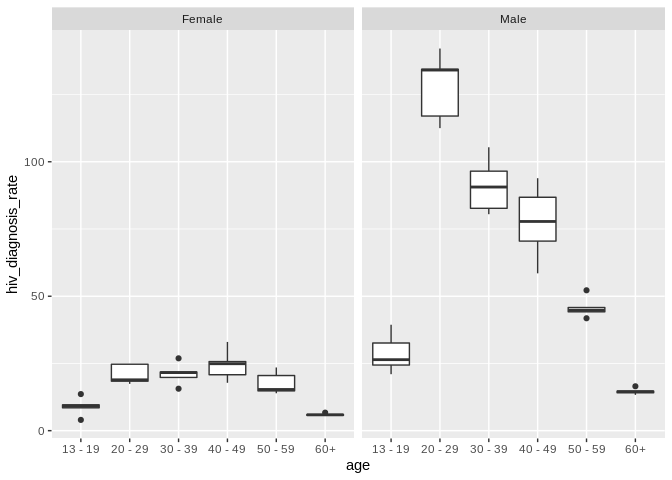 Female Male
hiv_diagnosis_rate
100
50
0
13 - 19 20 - 29 30 - 39 40 - 49 50 - 59 60+ 13 - 19 20 - 29 30 - 39 40 - 49 50 - 59 60+
age